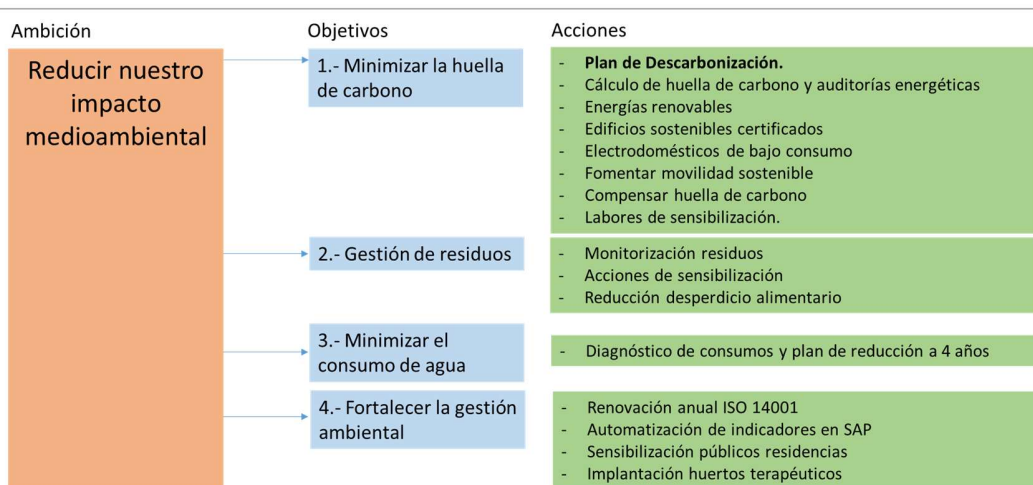 Ambición
Objetivos
Acciones
Reducir nuestro
impacto
medioambiental
1.- Minimizar la huella
de carbono
- Plan de Descarbonización.
- Cálculo de huella de carbono y auditorías energéticas
- Energías renovables
- Edificios sostenibles certificados
- Electrodomésticos de bajo consumo
- Fomentar movilidad sostenible
- Compensar huella de carbono
- Labores de sensibilización.
2.- Gestión de residuos
- Monitorización residuos
- Acciones de sensibilización
- Reducción desperdicio alimentario
3.- Minimizar el
consumo de agua
- Diagnóstico de consumos y plan de reducción a 4 años
4.- Fortalecer la gestión
ambiental
- Renovación anual ISO 14001
- Automatización de indicadores en SAP
- Sensibilización públicos residencias
- Implantación huertos terapéuticos